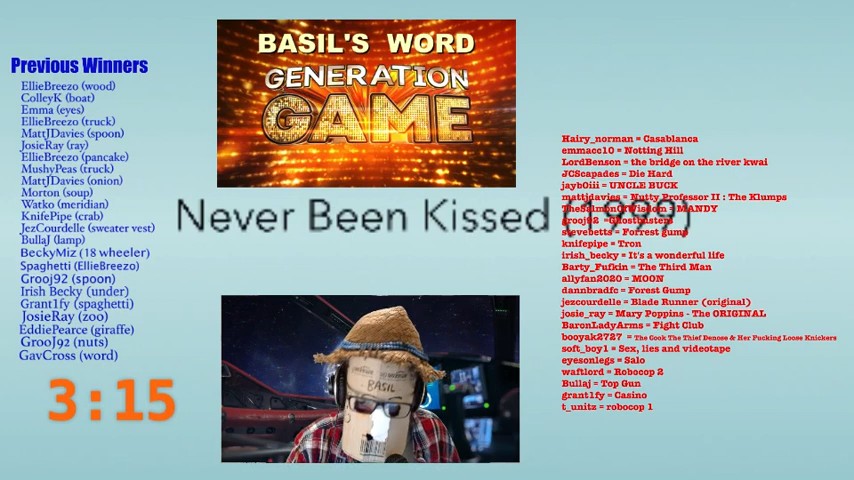 BASIL'S WORD
GENERATION
GAME
Previous Winners
EllieBreezo (wood)
ColleyK (boat)
Emma (eyes)
EllieBreezo (truck)
MattJDavies (spoon)
JosieRay (ray)
EllieBreezo (pancake)
MushyPeas (truck)
MattJDavies (onion)
Morton (soup)
Watko (meridian)
KnifePipe (crab)
JezCourdelle (sweater vest)
BullaJ (lamp)
BeckyMiz (18 wheeler)
Spaghetti (EllieBreezo)
Grooj92 (spoon)
Irish Becky (under)
Grant1fy (spaghetti)
JosieRay (zoo)
EddiePearce (giraffe)
GrooJ92 (nuts)
GavCross (word)
3:15
Never Been Kissed (1999)
BASIL
Hairy_norman = Casablanca
emmacc10 = Notting Hill
LordBenson = the bridge on the river kwai
JCScapades = Die Hard
jayb0iii = UNCLE BUCK
mattjdavies = Nutty Professor II : The Klumps
TheSalmonOfWisdom = MANDY
grooj92 =Ghostbusters
stevebetts = Forrest gump
knifepipe = Tron
irish_becky = It's a wonderful life
Barty_Fufkin = The Third Man
allyfan2020 = MOON
dannbradfc = Forest Gump
jezcourdelle = Blade Runner (original)
josie_ray = Mary Poppins - The ORIGINAL
BaronLadyArms = Fight Club
booyak2727 = The Cook The Thief Denose & Her Pucking Loose Knickers
soft_boy1 = Sex, lies and videotape
eyesonlegs = Salo
waftlord = Robocop 2
Bullaj = Top Gun
grant1fy = Casino
t_unitz = robocop 1